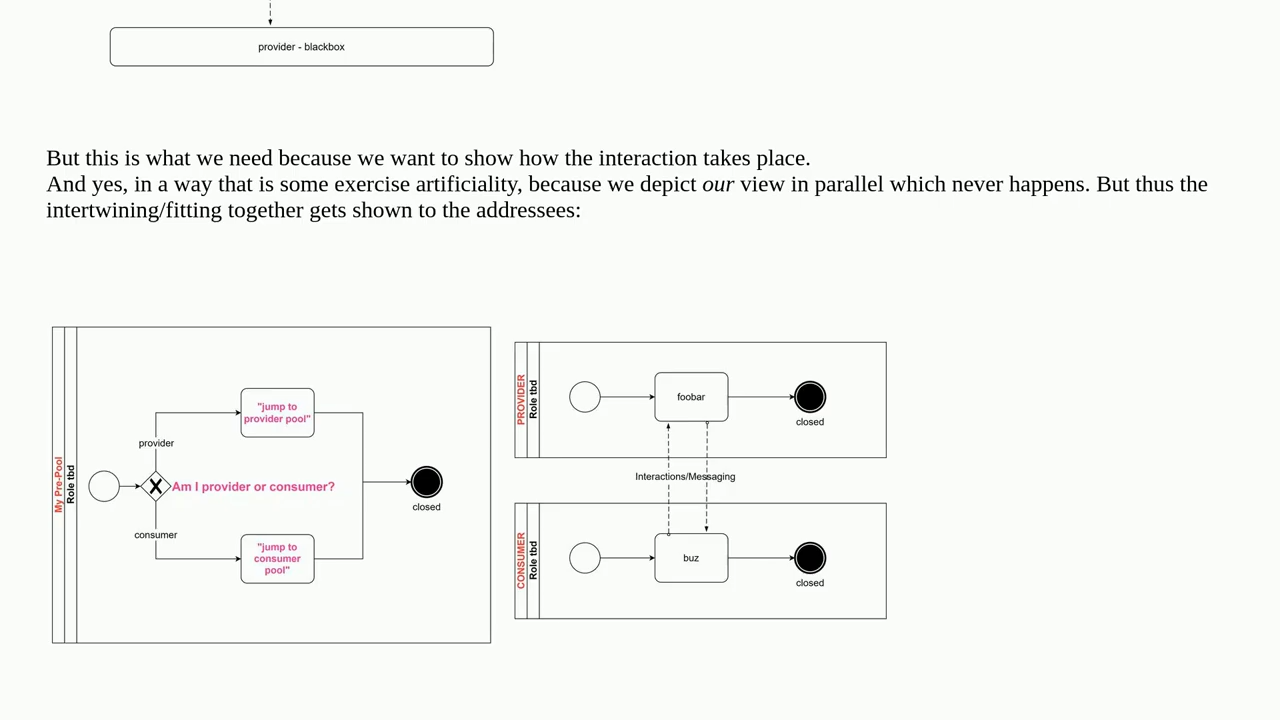 provider - blackbox
But this is what we need because we want to show how the interaction takes place.
And yes, in a way that is some exercise artificiality, because we depict our view in parallel which never happens. But thus the
intertwining/fitting together gets shown to the addressees:
My Pre-Pool
Role tbd
provider
"jump to
provider pool"
Am I provider or consumer?
consumer
"jump to
consumer
pool"
closed
PROVIDER
Role tbd
foobar
closed
Interactions/Messaging
CONSUMER
Role tbd
buz
closed